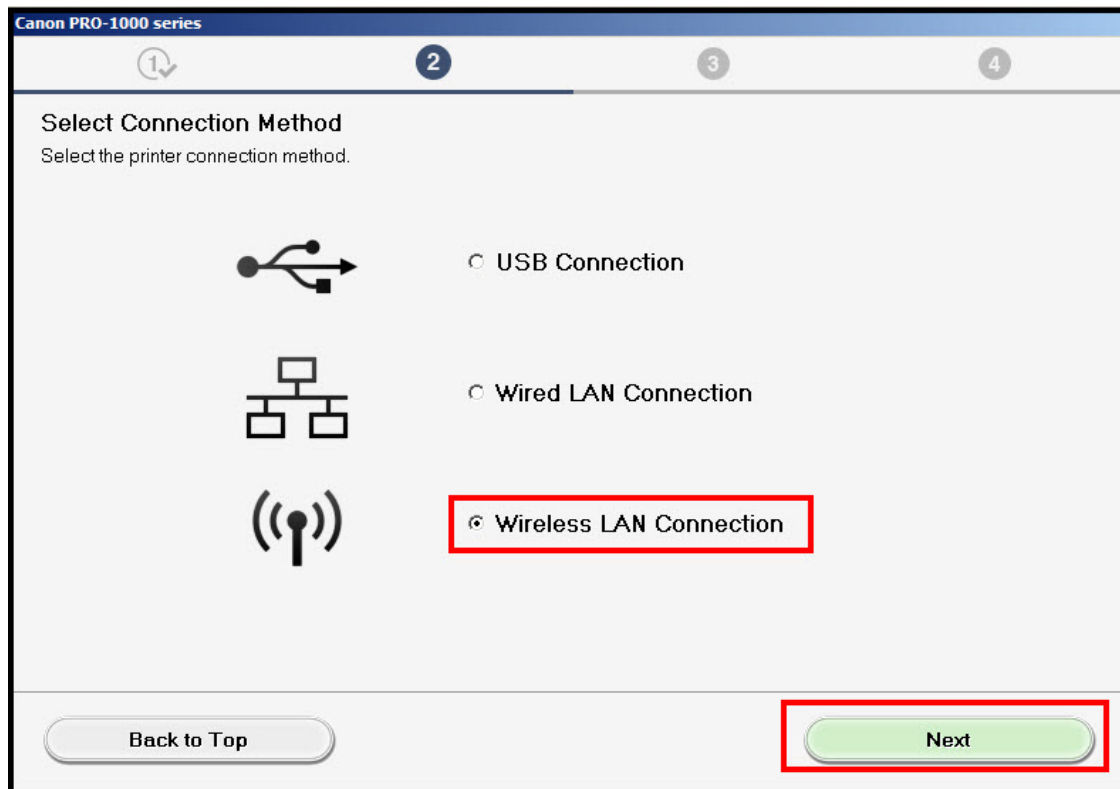 Canon PRO-1000 series
1 2 3 4
Select Connection Method
Select the printer connection method.
USB Connection
Wired LAN Connection
Wireless LAN Connection
Back to Top Next